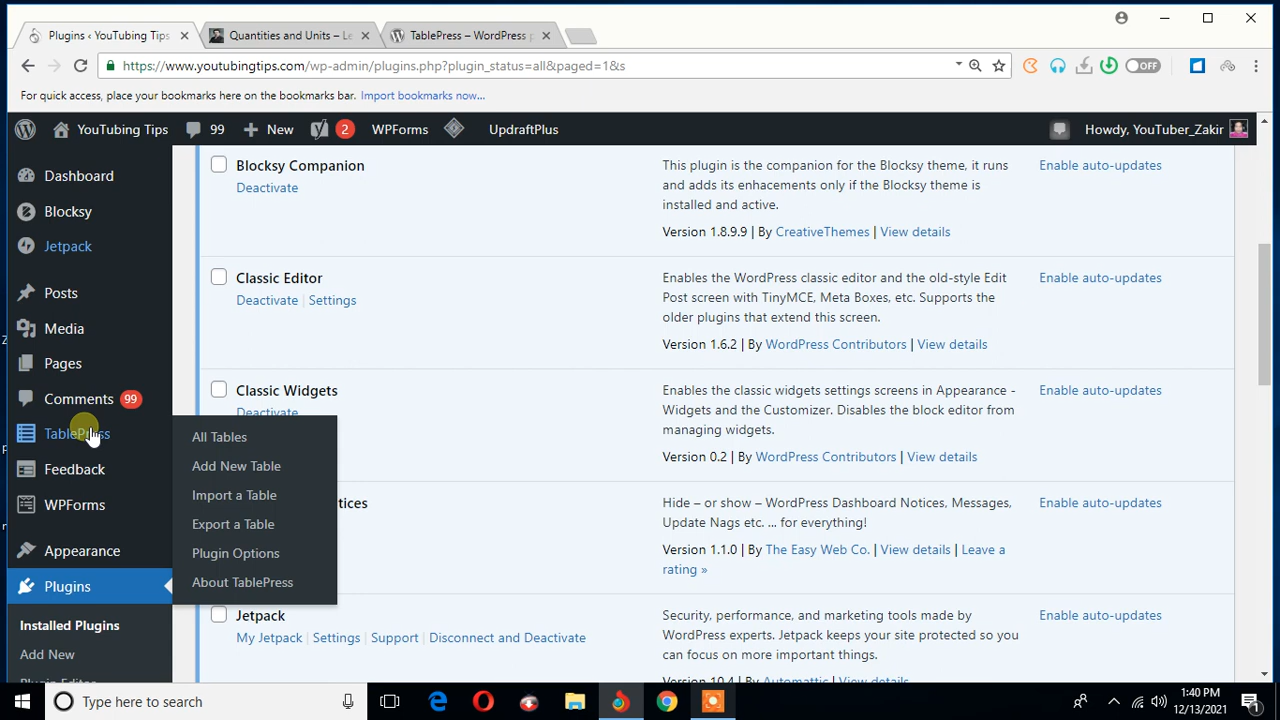 Plugins ‹ YouTubing Tips
Quantities and Units – Le
TablePress – WordPress p
https://www.youtubingtips.com/wp-admin/plugins.php?plugin_status=all&paged=1&s
OFF
For quick access, place your bookmarks here on the bookmarks bar. Import bookmarks now...
YouTubing Tips 99 New 2 WPForms UpdraftPlus Howdy, YouTuber_Zakir
Dashboard
Blocksy
Jetpack
Posts
Media
Pages
Comments 99
TablePress
Feedback
WPForms
Appearance
Plugins
Installed Plugins
Add New
Plugin Editor
All Tables
Add New Table
Import a Table
Export a Table
Plugin Options
About TablePress
Blocksy Companion
Deactivate
This plugin is the companion for the Blocksy theme, it runs
and adds its enhacements only if the Blocksy theme is
installed and active.
Version 1.8.9.9 | By CreativeThemes | View details
Enable auto-updates
Classic Editor
Deactivate | Settings
Enables the WordPress classic editor and the old-style Edit
Post screen with TinyMCE, Meta Boxes, etc. Supports the
older plugins that extend this screen.
Version 1.6.2 | By WordPress Contributors | View details
Enable auto-updates
Classic Widgets
Deactivate
Enables the classic widgets settings screens in Appearance -
Widgets and the Customizer. Disables the block editor from
managing widgets.
Version 0.2 | By WordPress Contributors | View details
Enable auto-updates
tices
Hide – or show – WordPress Dashboard Notices, Messages,
Update Nags etc. ... for everything!
Version 1.1.0 | By The Easy Web Co. | View details | Leave a
rating »
Enable auto-updates
Jetpack
My Jetpack | Settings | Support | Disconnect and Deactivate
Security, performance, and marketing tools made by
WordPress experts. Jetpack keeps your site protected so you
can focus on more important things.
Version 10.4 | By Automattic | View details
Enable auto-updates
Type here to search
1:40 PM
12/13/2021
1